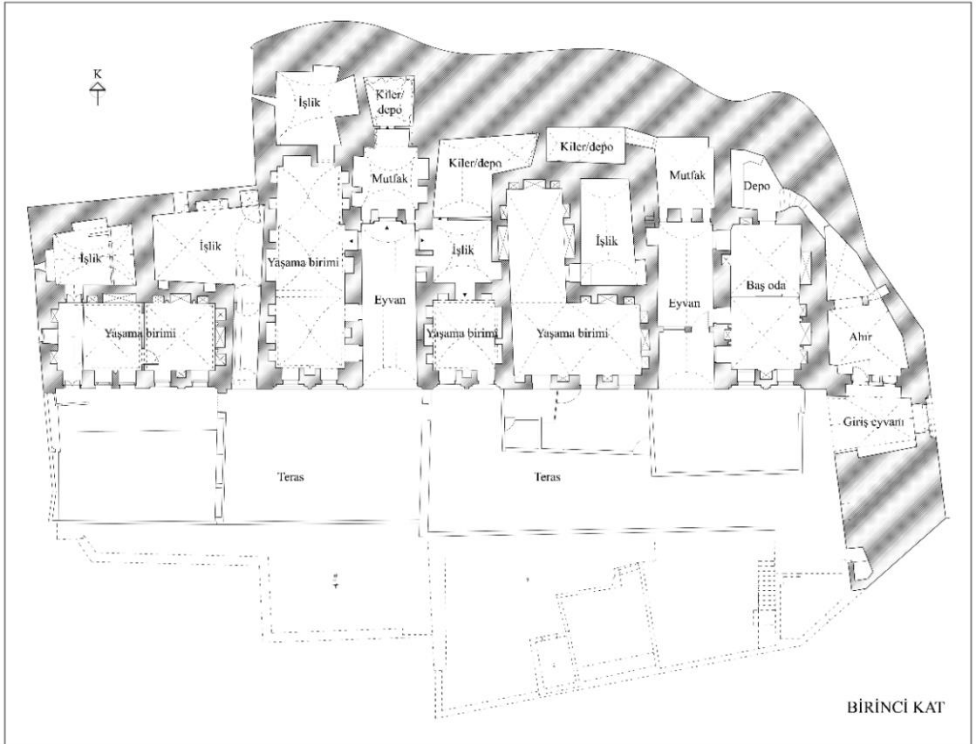 K
İşlik
Kiler/
depo
Kiler/depo
Kiler/depo
Mutfak
Mutfak
Depo
İşlik
İşlik
Yaşama birimi
İşlik
İşlik
Eyvan
Eyvan
Baş oda
Yaşama birimi
Yaşama birimi
Yaşama birimi
Ahır
Giriş eyvanı
Teras
Teras
BİRİNCİ KAT